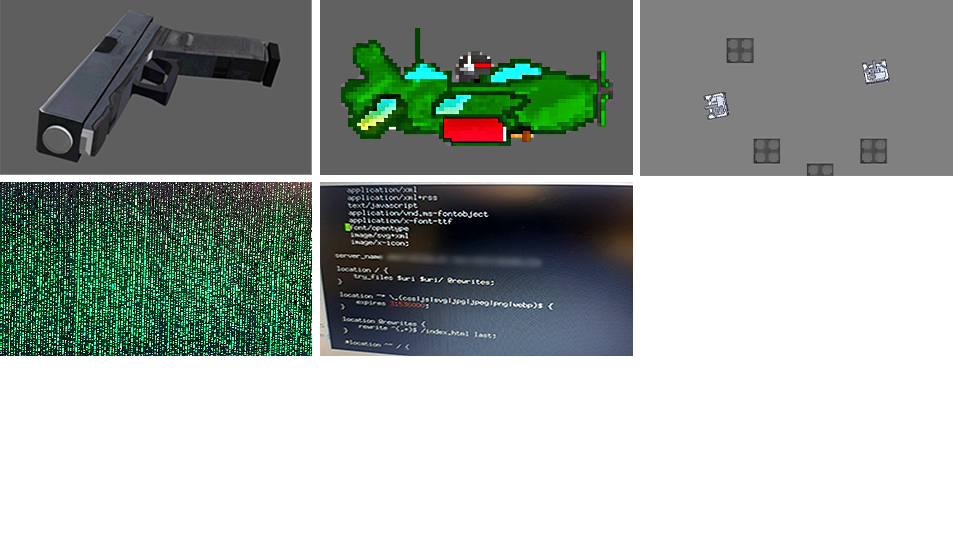 application/xml
application/xml+rss
text/javascript
application/vnd.ms-fontobject
application/x-font-ttf
font/opentype
image/svg+xml
image/x-icon;
server_name
location / {
try_files $uri $uri/ @rewrites;
}
location ~* \.(css|js|svg|jpg|jpeg|png|webp)$ {
expires 31536000;
}
location @rewrites {
rewrite ^(.+)$ /index.html last;
}
#location ~* / {